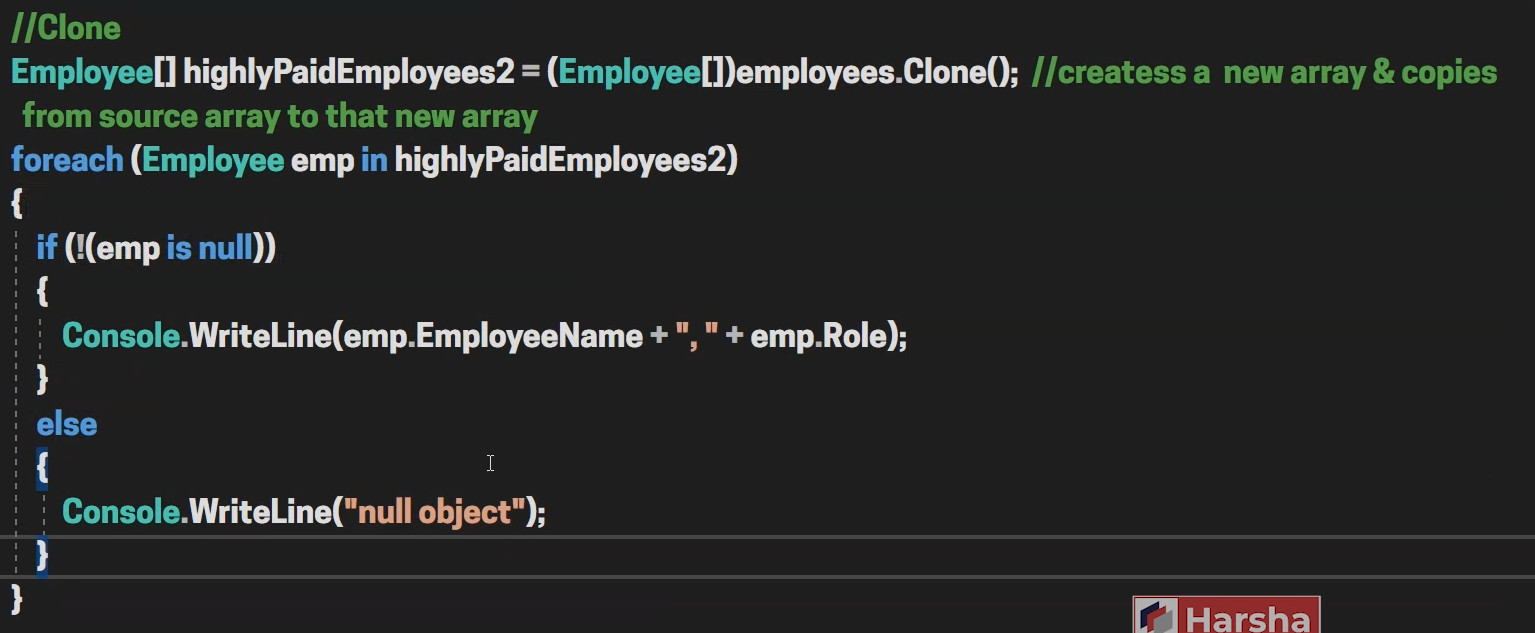 //Clone
Employee[] highlyPaidEmployees2 = (Employee[])employees.Clone(); //createss a  new array & copies
from source array to that new array
foreach (Employee emp in highlyPaidEmployees2)
{
if (!(emp is null))
{
Console.WriteLine(emp.EmployeeName + ", " + emp.Role);
}
else
{
Console.WriteLine("null object");
}
}
Harsha